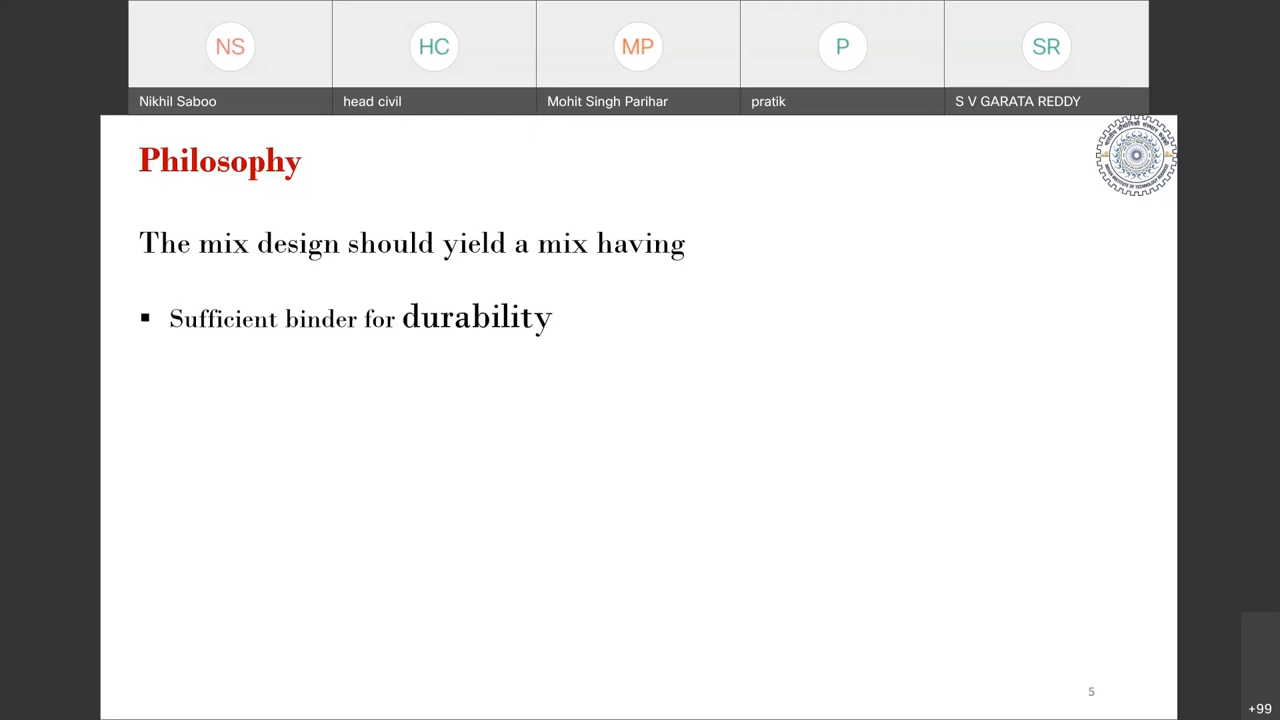 NS
HC
MP
P
SR
Nikhil Saboo
head civil
Mohit Singh Parihar
pratik
S V GARATA REDDY
Philosophy
The mix design should yield a mix having
▪ Sufficient binder for durability
5
+99